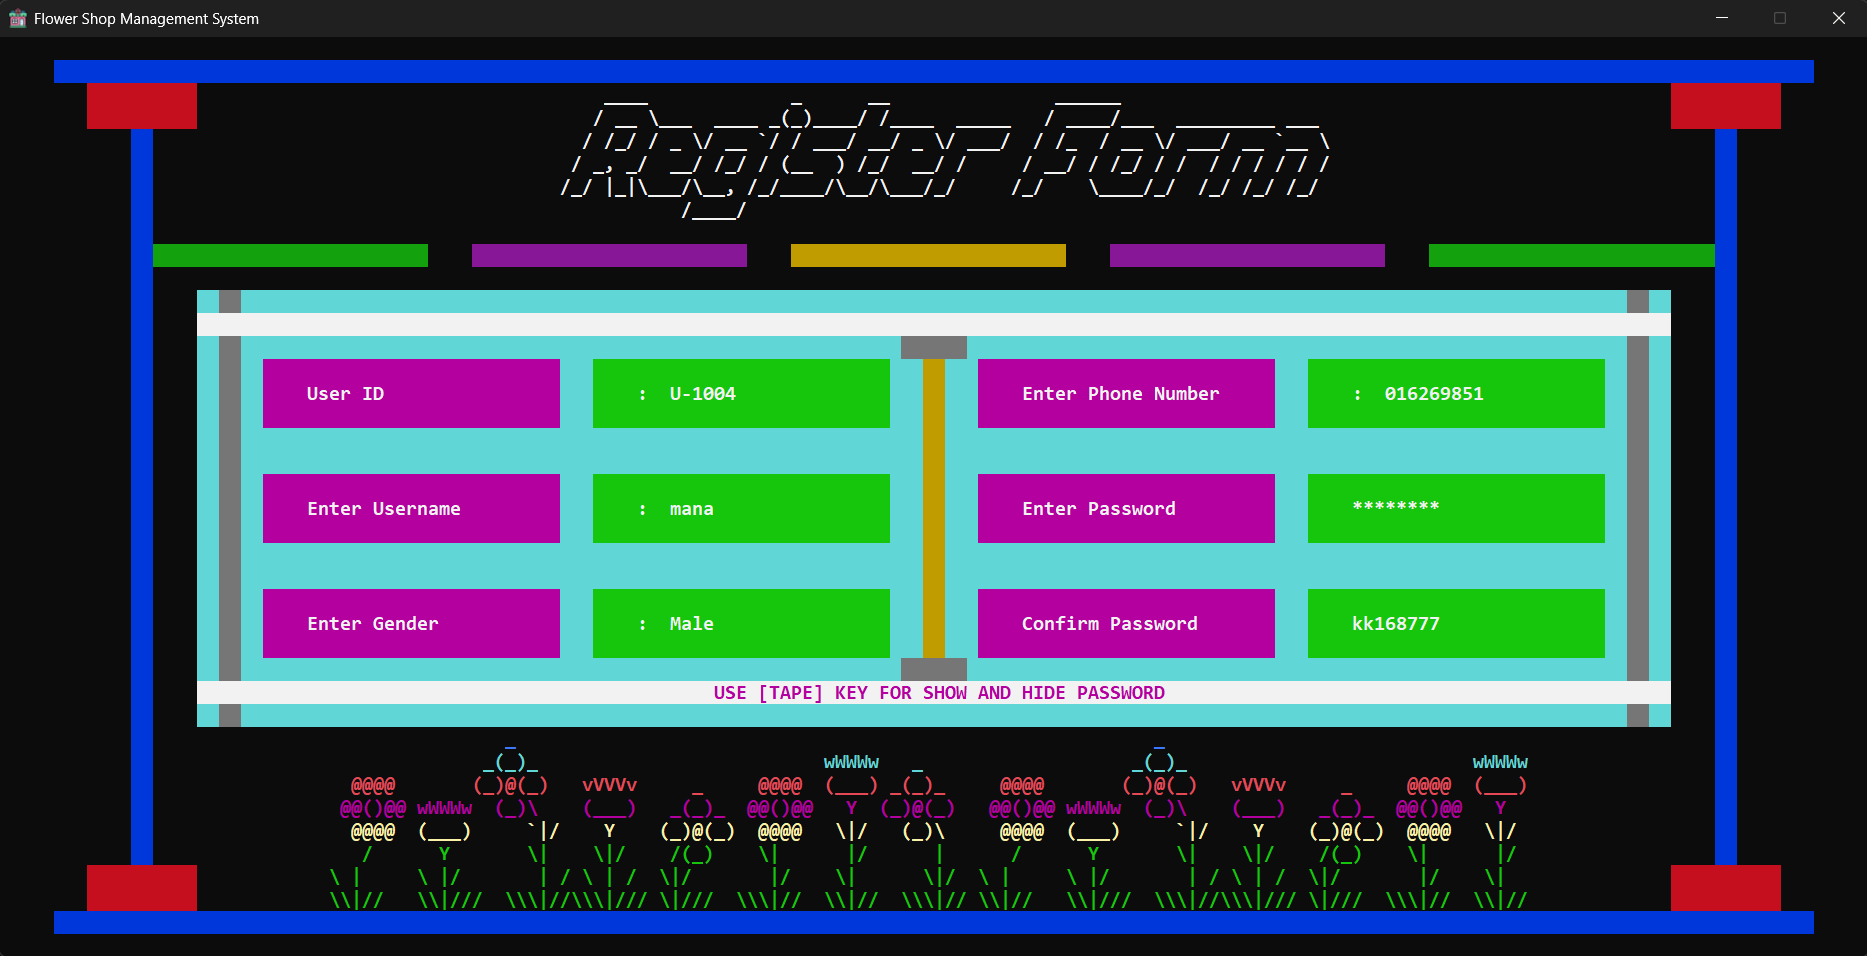 Flower Shop Management System
Register Form
User ID : U-1004
Enter Phone Number : 016269851
Enter Username : mana
Enter Password ********
Enter Gender : Male
Confirm Password kk168777
USE [TAPE] KEY FOR SHOW AND HIDE PASSWORD